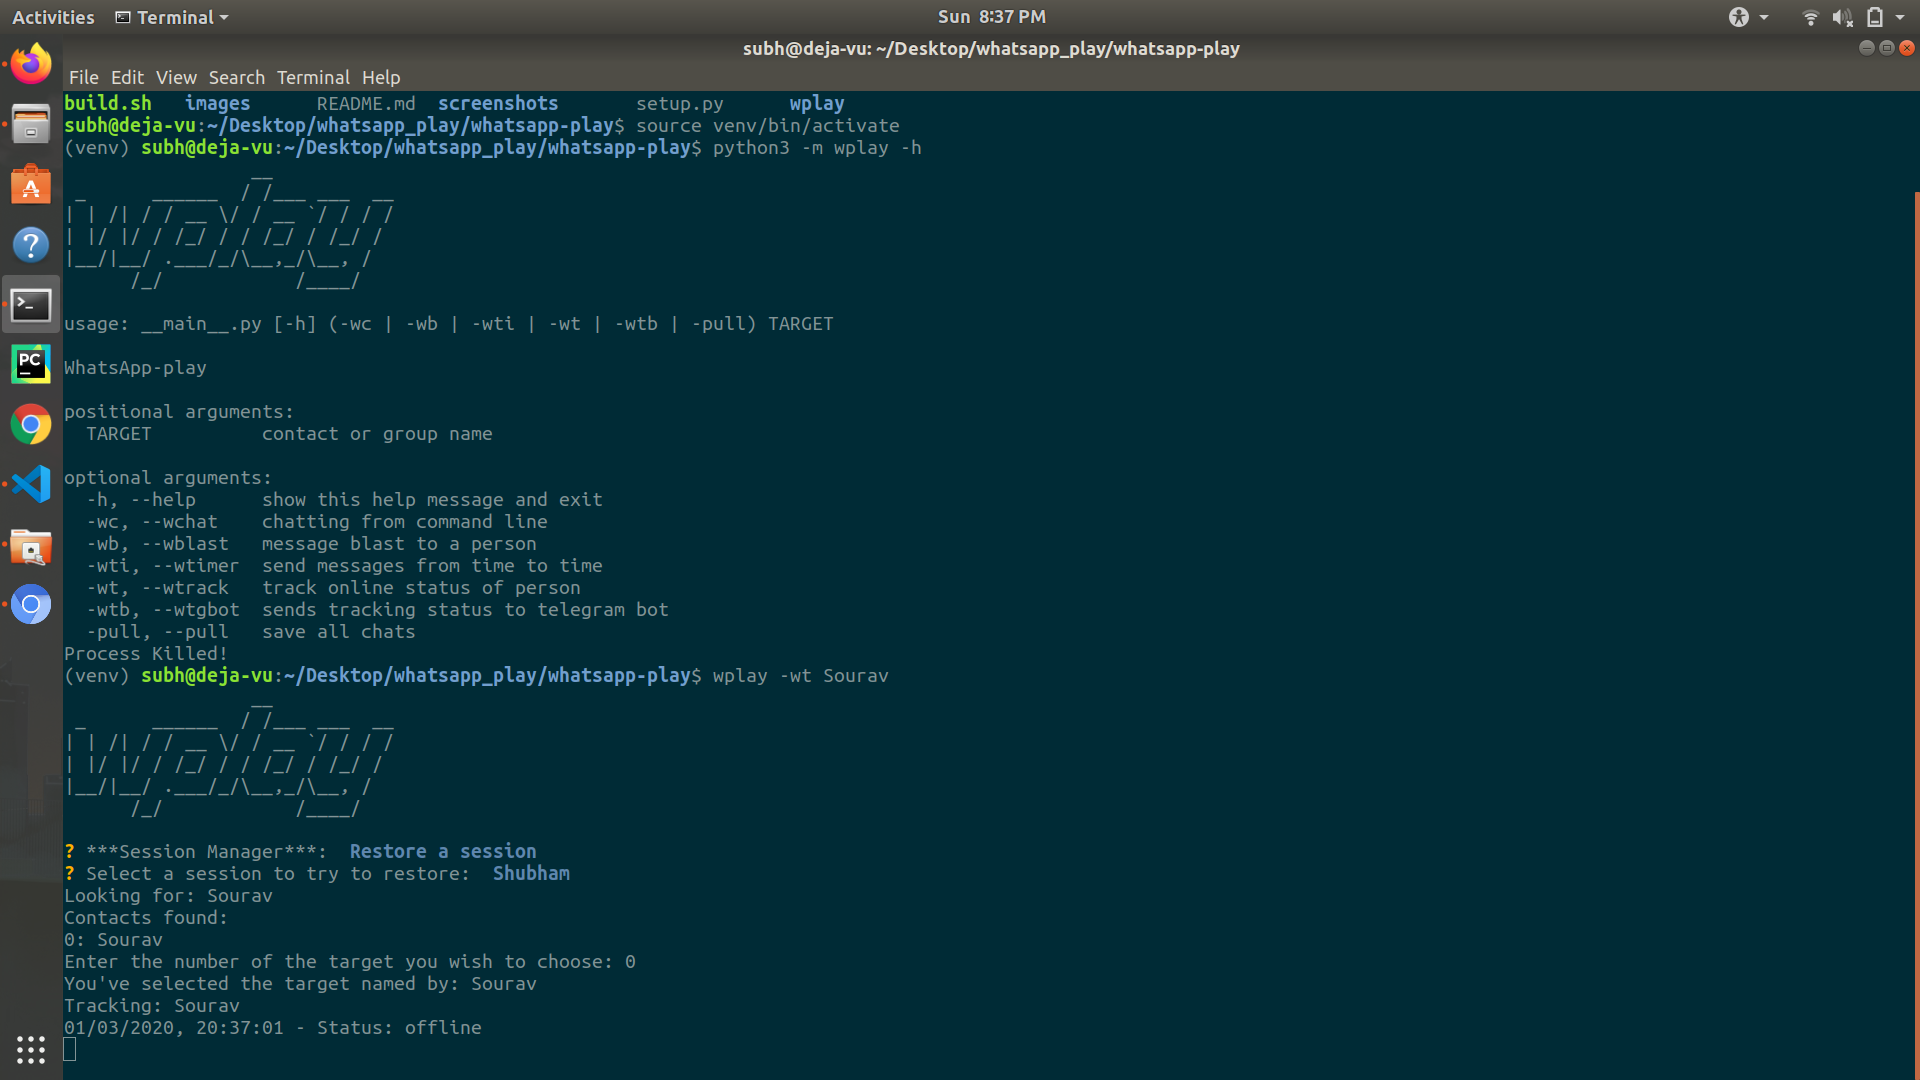 Activities Terminal Sun 8:37 PM
subh@deja-vu: ~/Desktop/whatsapp_play/whatsapp-play
File Edit View Search Terminal Help
build.sh   images      README.md  screenshots       setup.py      wplay
subh@deja-vu:~/Desktop/whatsapp_play/whatsapp-play$ source venv/bin/activate
(venv) subh@deja-vu:~/Desktop/whatsapp_play/whatsapp-play$ python3 -m wplay -h
                 __
 _      ______  / /___ ___  __
| | /| / / __ \/ / __ `/ / / /
| |/ |/ / /_/ / / /_/ / /_/ /
|__/|__/ .___/_/\__,_/\__, /
      /_/            /____/
usage: __main__.py [-h] (-wc | -wb | -wti | -wt | -wtb | -pull) TARGET
WhatsApp-play
positional arguments:
  TARGET          contact or group name
optional arguments:
  -h, --help      show this help message and exit
  -wc, --wchat    chatting from command line
  -wb, --wblast   message blast to a person
  -wti, --wtimer  send messages from time to time
  -wt, --wtrack   track online status of person
  -wtb, --wtgbot  sends tracking status to telegram bot
  -pull, --pull   save all chats
Process Killed!
(venv) subh@deja-vu:~/Desktop/whatsapp_play/whatsapp-play$ wplay -wt Sourav
                 __
 _      ______  / /___ ___  __
| | /| / / __ \/ / __ `/ / / /
| |/ |/ / /_/ / / /_/ / /_/ /
|__/|__/ .___/_/\__,_/\__, /
      /_/            /____/
? ***Session Manager***:  Restore a session
? Select a session to try to restore:  Shubham
Looking for: Sourav
Contacts found:
0: Sourav
Enter the number of the target you wish to choose: 0
You've selected the target named by: Sourav
Tracking: Sourav
01/03/2020, 20:37:01 - Status: offline
PC